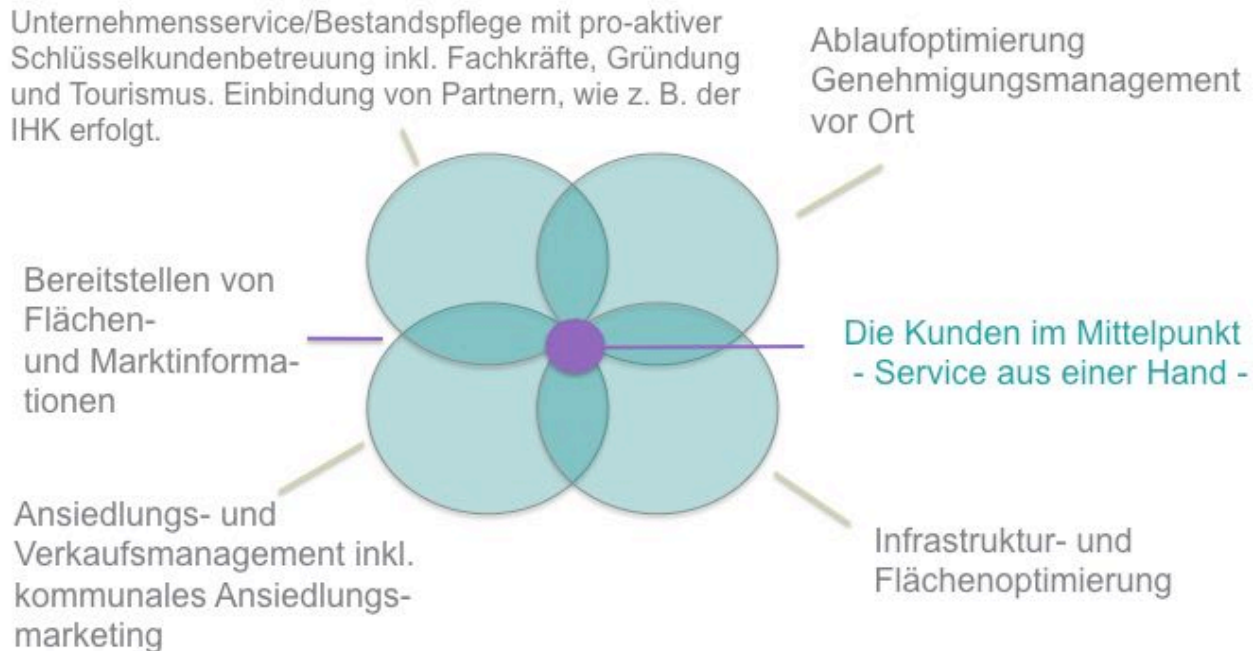 Unternehmensservice/Bestandspflege mit pro-aktiver
Schlüsselkundenbetreuung inkl. Fachkräfte, Gründung
und Tourismus. Einbindung von Partnern, wie z. B. der
IHK erfolgt.
Ablaufoptimierung
Genehmigungsmanagement
vor Ort
Bereitstellen von
Flächen-
und Marktinforma-
tionen
Die Kunden im Mittelpunkt
- Service aus einer Hand -
Ansiedlungs- und
Verkaufsmanagement inkl.
kommunales Ansiedlungs-
marketing
Infrastruktur- und
Flächenoptimierung